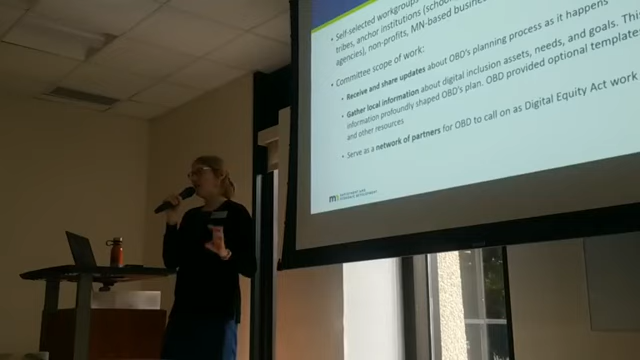 • Self-selected workgroups
tribes, anchor institutions (schoo
agencies), non-profits, MN-based busine
• Committee scope of work:
• Receive and share updates about OBD's planning process as it happens
• Gather local information about digital inclusion assets, needs, and goals. This
information profoundly shaped OBD's plan. OBD provided optional template
and other resources
• Serve as a network of partners for OBD to call on as Digital Equity Act work